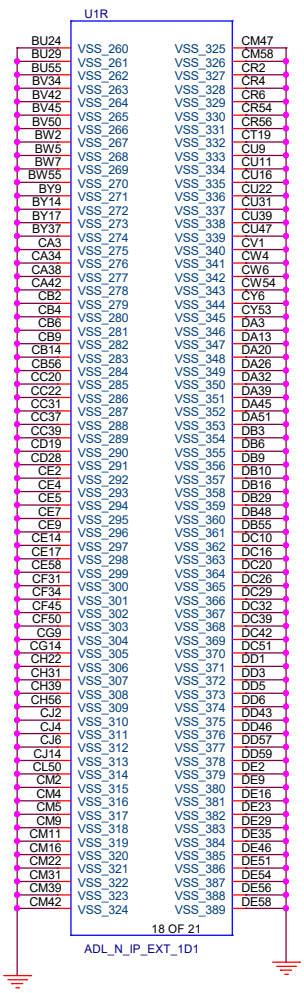 U1R
BU24 VSS_260 VSS_325 CM47
BU29 VSS_261 VSS_326 CM58
BU55 VSS_262 VSS_327 CR2
BV34 VSS_263 VSS_328 CR4
BV42 VSS_264 VSS_329 CR6
BV45 VSS_265 VSS_330 CR54
BV50 VSS_266 VSS_331 CR56
BW2 VSS_267 VSS_332 CT19
BW5 VSS_268 VSS_333 CU9
BW7 VSS_269 VSS_334 CU11
BW55 VSS_270 VSS_335 CU16
BY9 VSS_271 VSS_336 CU22
BY14 VSS_272 VSS_337 CU31
BY17 VSS_273 VSS_338 CU39
BY37 VSS_274 VSS_339 CU47
CA3 VSS_275 VSS_340 CV1
CA34 VSS_276 VSS_341 CW4
CA38 VSS_277 VSS_342 CW6
CA42 VSS_278 VSS_343 CW54
CB2 VSS_279 VSS_344 CY6
CB4 VSS_280 VSS_345 CY53
CB6 VSS_281 VSS_346 DA3
CB9 VSS_282 VSS_347 DA13
CB14 VSS_283 VSS_348 DA20
CB56 VSS_284 VSS_349 DA26
CC20 VSS_285 VSS_350 DA32
CC22 VSS_286 VSS_351 DA39
CC31 VSS_287 VSS_352 DA45
CC37 VSS_288 VSS_353 DA51
CC39 VSS_289 VSS_354 DB3
CD19 VSS_290 VSS_355 DB6
CD28 VSS_291 VSS_356 DB9
CE2 VSS_292 VSS_357 DB10
CE4 VSS_293 VSS_358 DB16
CE5 VSS_294 VSS_359 DB29
CE7 VSS_295 VSS_360 DB48
CE9 VSS_296 VSS_361 DB55
CE14 VSS_297 VSS_362 DC10
CE17 VSS_298 VSS_363 DC16
CE58 VSS_299 VSS_364 DC20
CF31 VSS_300 VSS_365 DC26
CF34 VSS_301 VSS_366 DC29
CF45 VSS_302 VSS_367 DC32
CF50 VSS_303 VSS_368 DC39
CG9 VSS_304 VSS_369 DC42
CG14 VSS_305 VSS_370 DC51
CH22 VSS_306 VSS_371 DD1
CH31 VSS_307 VSS_372 DD3
CH39 VSS_308 VSS_373 DD5
CH56 VSS_309 VSS_374 DD6
CJ2 VSS_310 VSS_375 DD43
CJ4 VSS_311 VSS_376 DD46
CJ6 VSS_312 VSS_377 DD57
CJ14 VSS_313 VSS_378 DD59
CL50 VSS_314 VSS_379 DE2
CM2 VSS_315 VSS_380 DE9
CM4 VSS_316 VSS_381 DE16
CM5 VSS_317 VSS_382 DE23
CM9 VSS_318 VSS_383 DE29
CM11 VSS_319 VSS_384 DE35
CM16 VSS_320 VSS_385 DE46
CM22 VSS_321 VSS_386 DE51
CM31 VSS_322 VSS_387 DE54
CM39 VSS_323 VSS_388 DE56
CM42 VSS_324 VSS_389 DE58
18 OF 21
ADL_N_IP_EXT_1D1